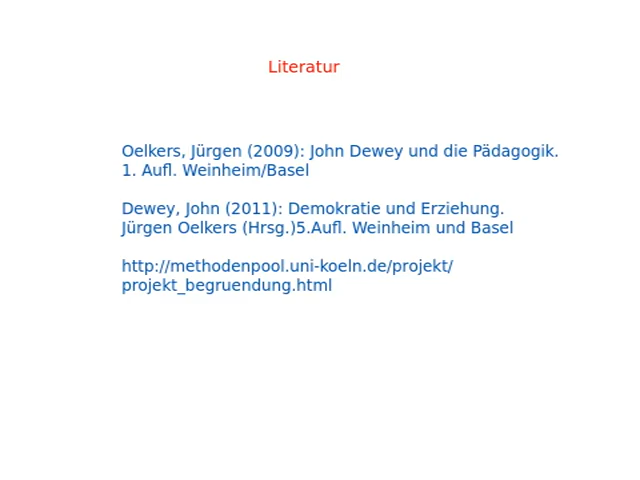 Literatur
Oelkers, Jürgen (2009): John Dewey und die Pädagogik.
1. Aufl. Weinheim/Basel
Dewey, John (2011): Demokratie und Erziehung.
Jürgen Oelkers (Hrsg.)5.Aufl. Weinheim und Basel
http://methodenpool.uni-koeln.de/projekt/
projekt_begruendung.html